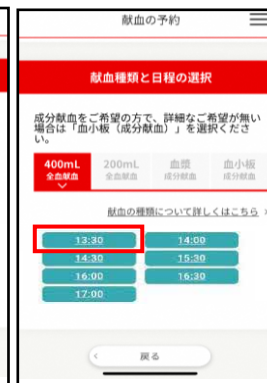 献血の予約
献血種類と日程の選択
成分献血をご希望の方で、詳細なご希望が無い
場合は「血小板（成分献血）」を選択くださ
い。
400mL 200mL 血漿 血小板
全血献血 全血献血 成分献血 成分献血
献血の種類について詳しくはこちら
13:30 14:00
14:30 15:30
16:00 16:30
17:00
戻る